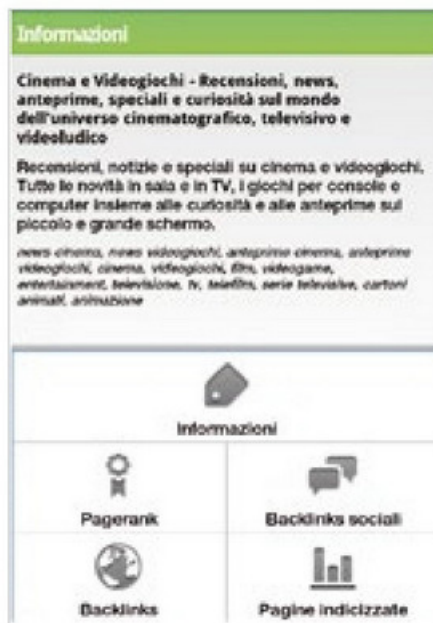 Informazioni
Cinema e Videogiochi - Recensioni, news,
anteprime, speciali e curiosità sul mondo
dell'universo cinematografico, televisivo e
videoludico
Recensioni, notizie e speciali su cinema e videogiochi.
Tutte le novità in sala e in TV, i giochi per console e
computer insieme alle curiosità e alle anteprime sul
piccolo e grande schermo.
news cinema, news videogiochi, anteprime cinema, anteprime
videogiochi, cinema, videogiochi, film, videogame,
entertainment, televisione, tv, telefilm, serie televisive, cartoni
animati, animazione
Informazioni
Pagerank
Backlinks sociali
Backlinks
Pagine indicizzate